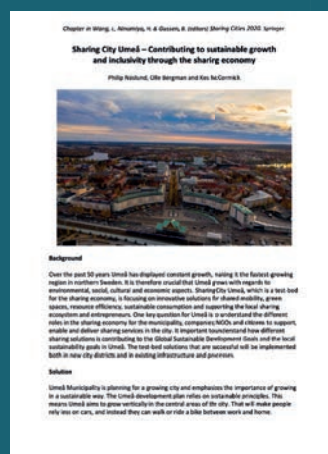 Chapter in Wang, L, Ninomiya, H. & Gussen, B. (editors) Sharing Cities 2020. Springer
Sharing City Umeå – Contributing to sustainable growth
and inclusivity through the sharing economy
Philip Näslund, Olle Bergman and Kes McCormick
Background
Over the past 50 years Umeå has displayed constant growth, making it the fastest-growing
region in northern Sweden. It is therefore crucial that Umeå grows with regards to
environmental, social, cultural and economic aspects. Sharing City Umeå, which is a test-bed
for the sharing economy, is focusing on innovative solutions for shared mobility, green
spaces, resource efficiency, sustainable consumption and supporting the local sharing
ecosystem and entrepreneurs. One key question for Umeå is to understand the different
roles in the sharing economy for the municipality, companies, NGOs and citizens to support,
enable and deliver sharing services in the city. It important to understand how different
sharing solutions is contributing to the Global Sustainable Development Goals and the local
sustainability goals in Umeå. The test-bed solutions that are successful will be implemented
both in new city districts and in existing infrastructure and processes.
Solution
Umeå Municipality is planning for a growing city and emphasizes the importance of growing
in a sustainable way. The Umeå development plan relies on sustainable principles. This
means Umeå aims to grow vertically in the central areas of the city. That will make people
rely less on cars, and instead they can walk or ride a bike between work and home.